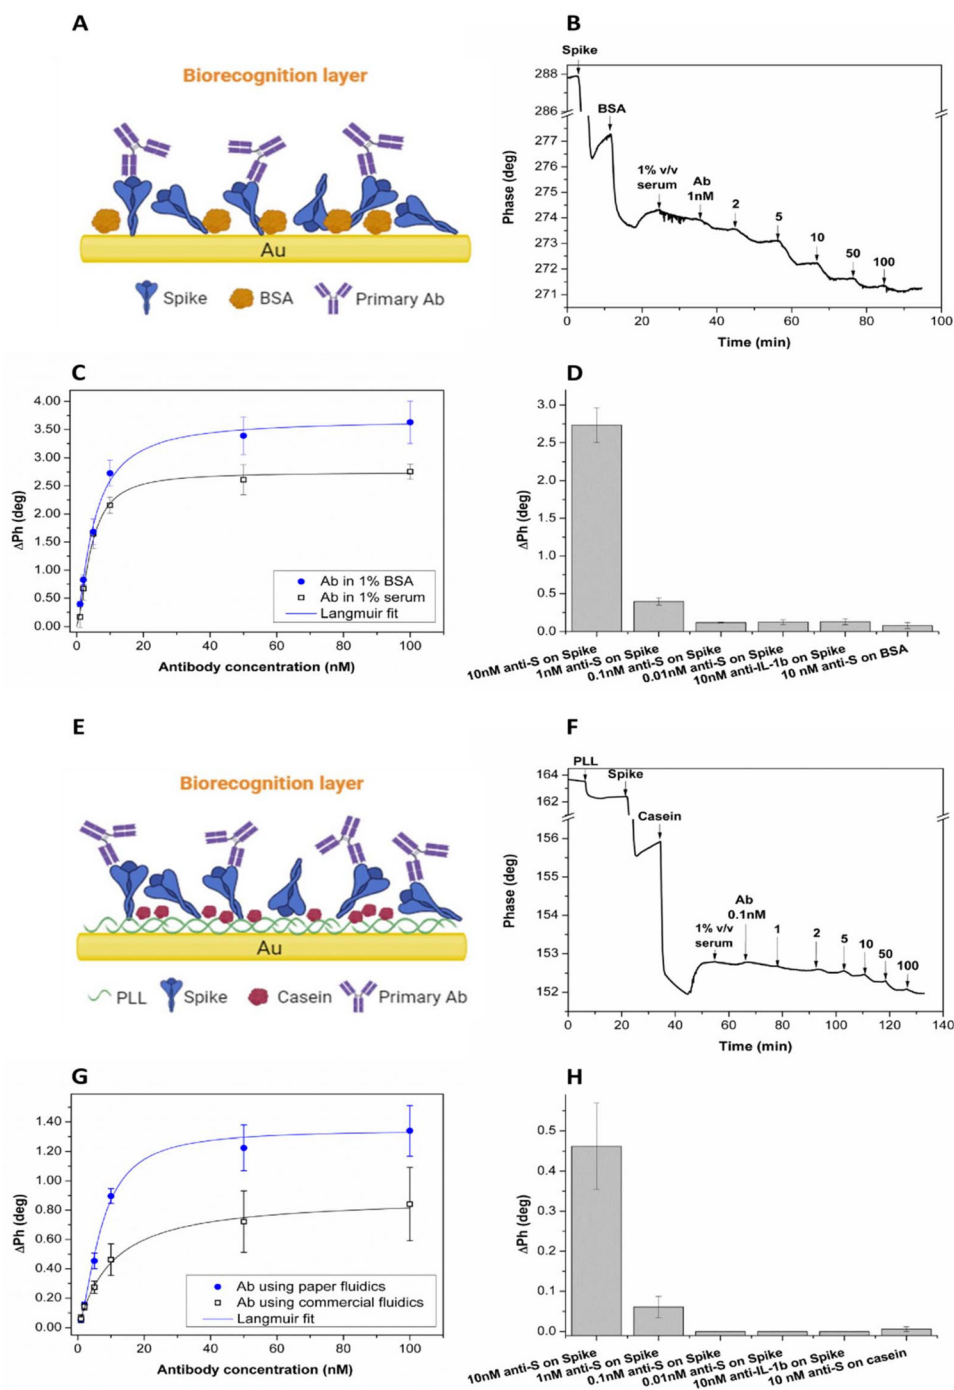 A
Biorecognition layer
Au
Spike
BSA
Primary Ab
B
Spike
BSA
1% v/v
serum
Ab
1nM
2
5
10
50
100
288
286
277
276
275
274
273
272
271
Phase (deg)
0
20
40
60
80
100
Time (min)
C
4.00
3.50
3.00
2.50
2.00
1.50
1.00
0.50
0.00
ΔPh (deg)
Ab in 1% BSA
Ab in 1% serum
Langmuir fit
0
20
40
60
80
100
Antibody concentration (nM)
D
3.0
2.5
2.0
1.5
1.0
0.5
0.0
ΔPh (deg)
10nM anti-S on Spike
1nM anti-S on Spike
0.1nM anti-S on Spike
0.01nM anti-S on Spike
10nM anti-IL-1b on Spike
10 nM anti-S on BSA
E
Biorecognition layer
Au
PLL
Spike
Casein
Primary Ab
F
PLL
Spike
Casein
1% v/v
serum
Ab
0.1nM
1
2
5
10
50
100
164
162
156
155
154
153
152
Phase (deg)
0
20
40
60
80
100
120
140
Time (min)
G
1.40
1.20
1.00
0.80
0.60
0.40
0.20
0.00
ΔPh (deg)
Ab using paper fluidics
Ab using commercial fluidics
Langmuir fit
0
20
40
60
80
100
Antibody concentration (nM)
H
0.5
0.4
0.3
0.2
0.1
0.0
ΔPh (deg)
10nM anti-S on Spike
1nM anti-S on Spike
0.1nM anti-S on Spike
0.01nM anti-S on Spike
10nM anti-IL-1b on Spike
10 nM anti-S on casein